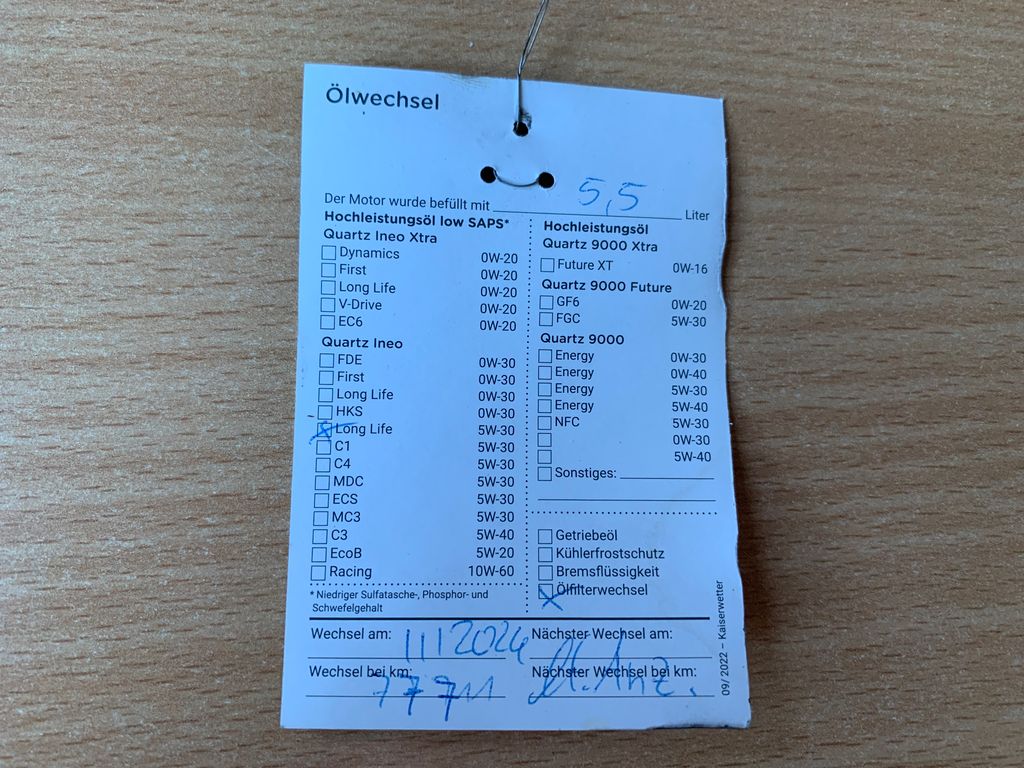 Ölwechsel
Der Motor wurde befüllt mit 5,5 Liter
Hochleistungsöl low SAPS*
Quartz Ineo Xtra
Dynamics 0W-20
First 0W-20
Long Life 0W-20
V-Drive 0W-20
EC6 0W-20
Quartz Ineo
FDE 0W-30
First 0W-30
Long Life 0W-30
HKS 0W-30
Long Life 5W-30
C1 5W-30
C4 5W-30
MDC 5W-30
ECS 5W-30
MC3 5W-30
C3 5W-40
EcoB 5W-20
Racing 10W-60
* Niedriger Sulfatasche-, Phosphor- und
Schwefelgehalt
Hochleistungsöl
Quartz 9000 Xtra
Future XT 0W-16
Quartz 9000 Future
GF6 0W-20
FGC 5W-30
Quartz 9000
Energy 0W-30
Energy 0W-40
Energy 5W-30
Energy 5W-40
NFC 5W-30
0W-30
5W-40
Sonstiges:
Getriebeöl
Kühlerfrostschutz
Bremsflüssigkeit
Ölfilterwechsel
Wechsel am: 2024
Nächster Wechsel am:
Wechsel bei km: 77711
Nächster Wechsel bei km: Anz.
09/2022 – Kaiserwetter